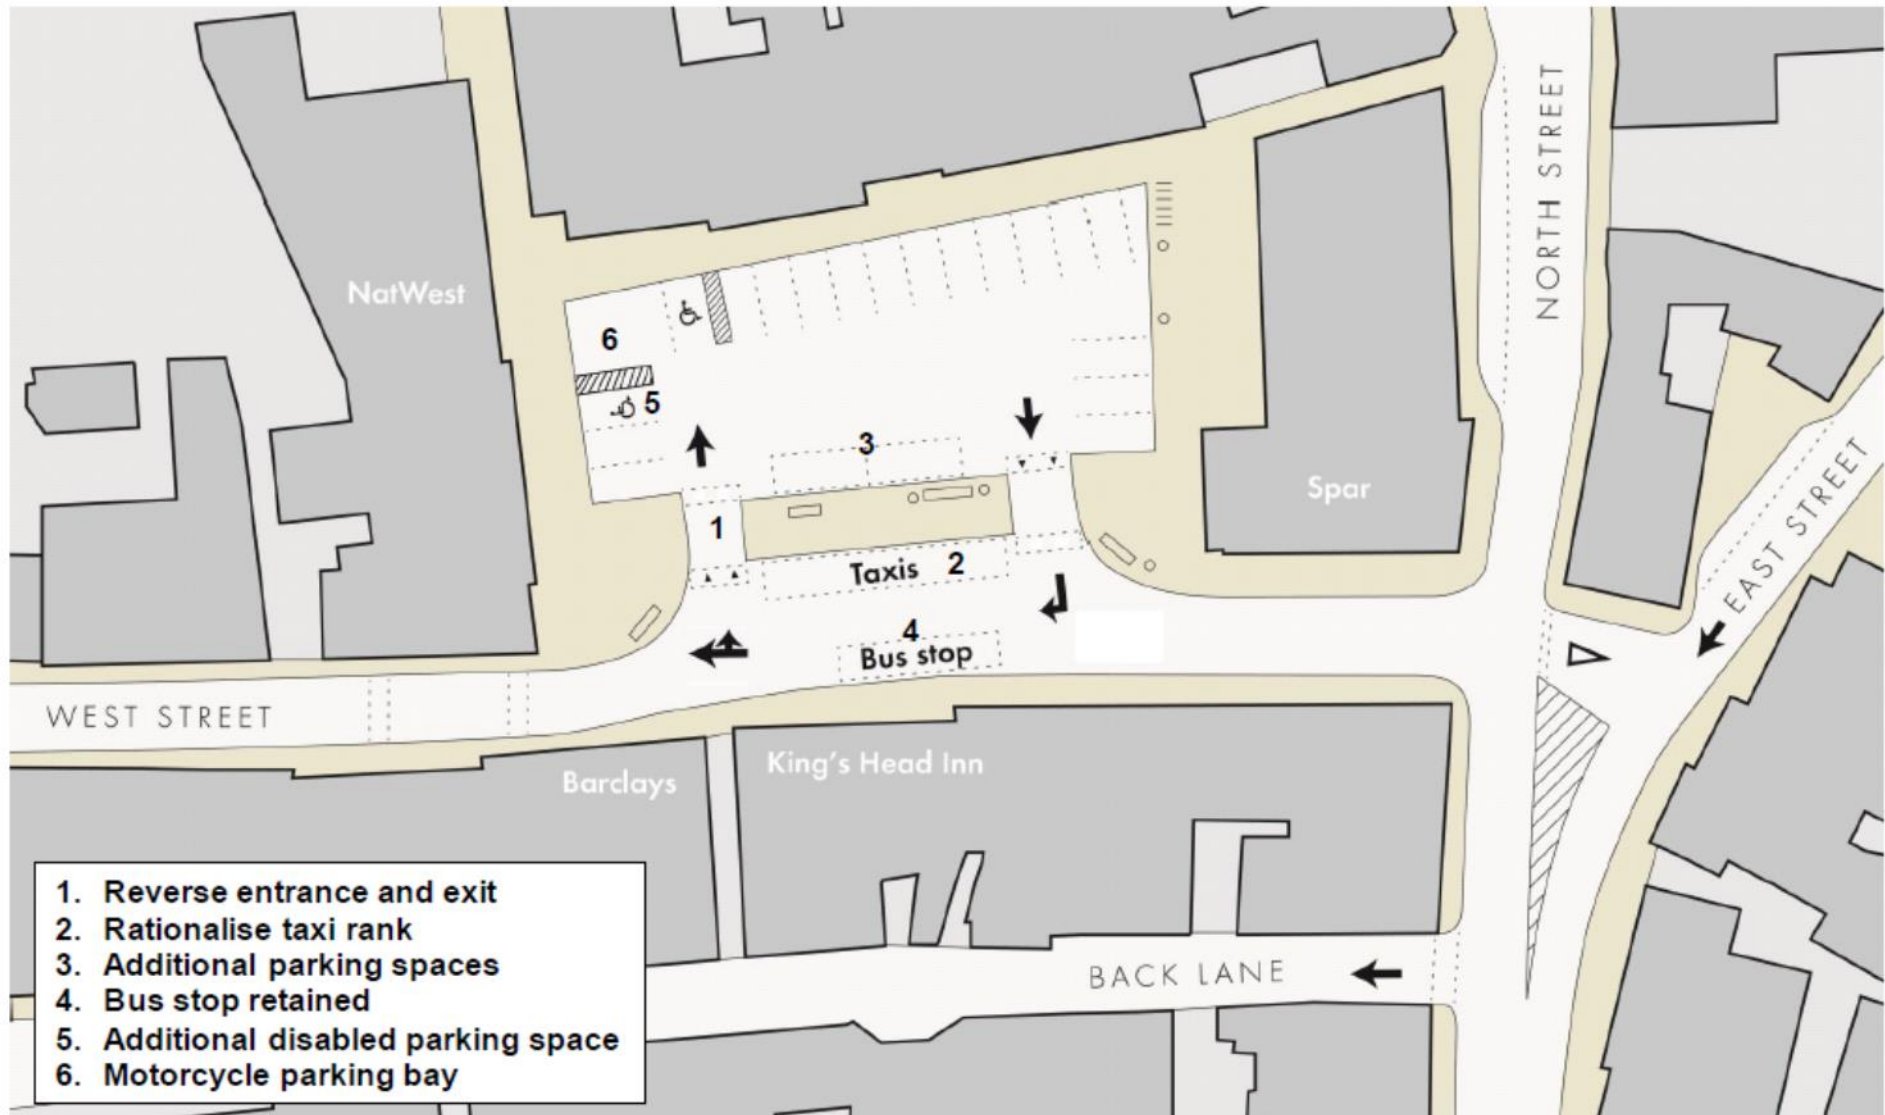 NORTH STREET
NatWest
6
5
3
Spar
1
2
Taxis
EAST STREET
4
Bus stop
WEST STREET
King's Head Inn
Barclays
BACK LANE
1. Reverse entrance and exit
2. Rationalise taxi rank
3. Additional parking spaces
4. Bus stop retained
5. Additional disabled parking space
6. Motorcycle parking bay